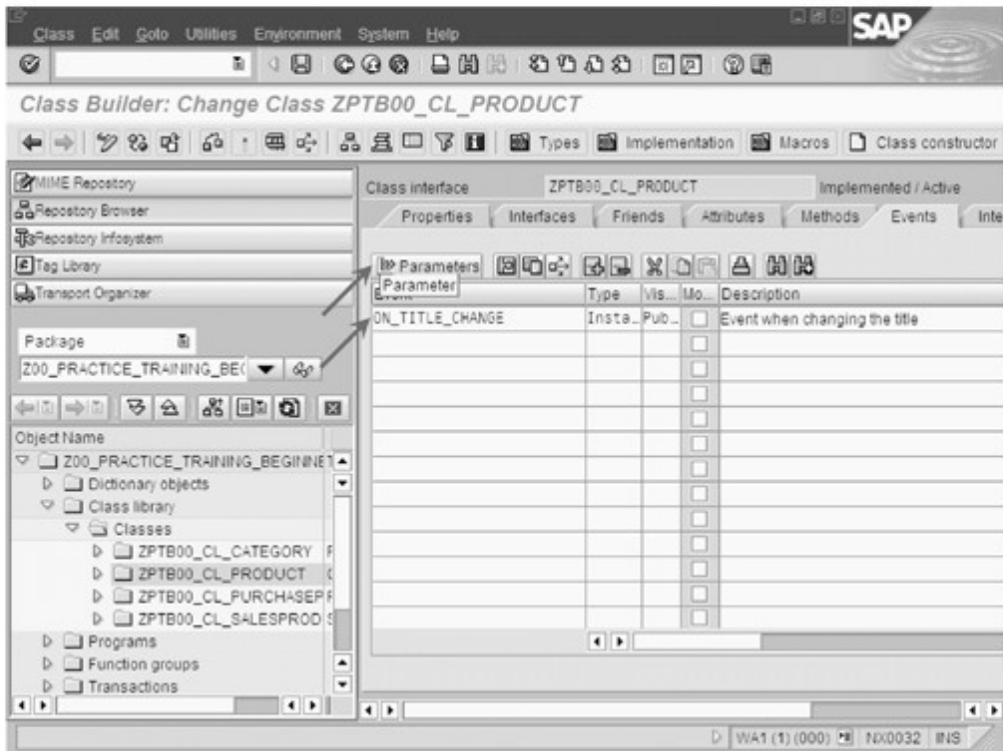 Class Edit Goto Utilities Environment System Help
SAP
Class Builder: Change Class ZPTB00_CL_PRODUCT
Types Implementation Macros Class constructor
MIME Repository
Repository Browser
Repository Infosystem
Tag Library
Transport Organizer
Package
Z00_PRACTICE_TRAINING_BEG
Object Name
Z00_PRACTICE_TRAINING_BEGINNE
Dictionary objects
Class library
Classes
ZPTB00_CL_CATEGORY
ZPTB00_CL_PRODUCT
ZPTB00_CL_PURCHASEP
ZPTB00_CL_SALESPROD
Programs
Function groups
Transactions
Class interface ZPTB00_CL_PRODUCT Implemented / Active
Properties Interfaces Friends Attributes Methods Events Inte
Parameters
Parameter
Type Vis... Mo... Description
ON_TITLE_CHANGE Insta... Pub... Event when changing the title
WA1 (1) (000) NX0032 INS